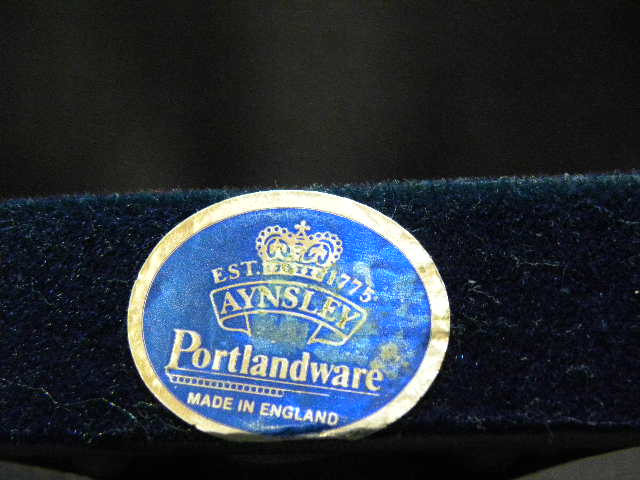 EST. 1775
AYNSLEY
Portlandware
MADE IN ENGLAND